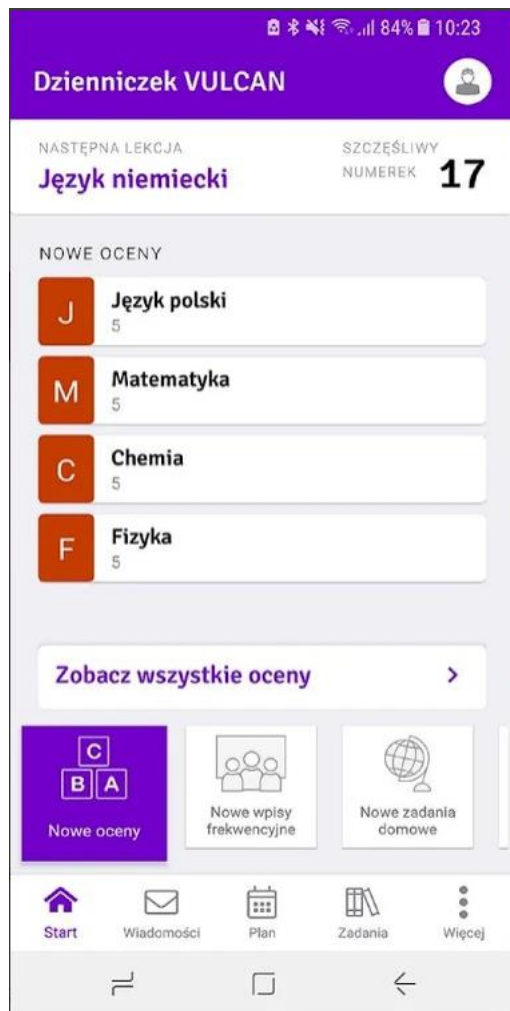 84% 10:23
Dzienniczek VULCAN
NASTĘPNA LEKCJA
Język niemiecki
SZCZĘŚLIWY
NUMEREK 17
NOWE OCENY
J
Język polski
5
M
Matematyka
5
C
Chemia
5
F
Fizyka
5
Zobacz wszystkie oceny
C
B A
Nowe oceny
Nowe wpisy
frekwencyjne
Nowe zadania
domowe
Start
Wiadomości
Plan
Zadania
Więcej